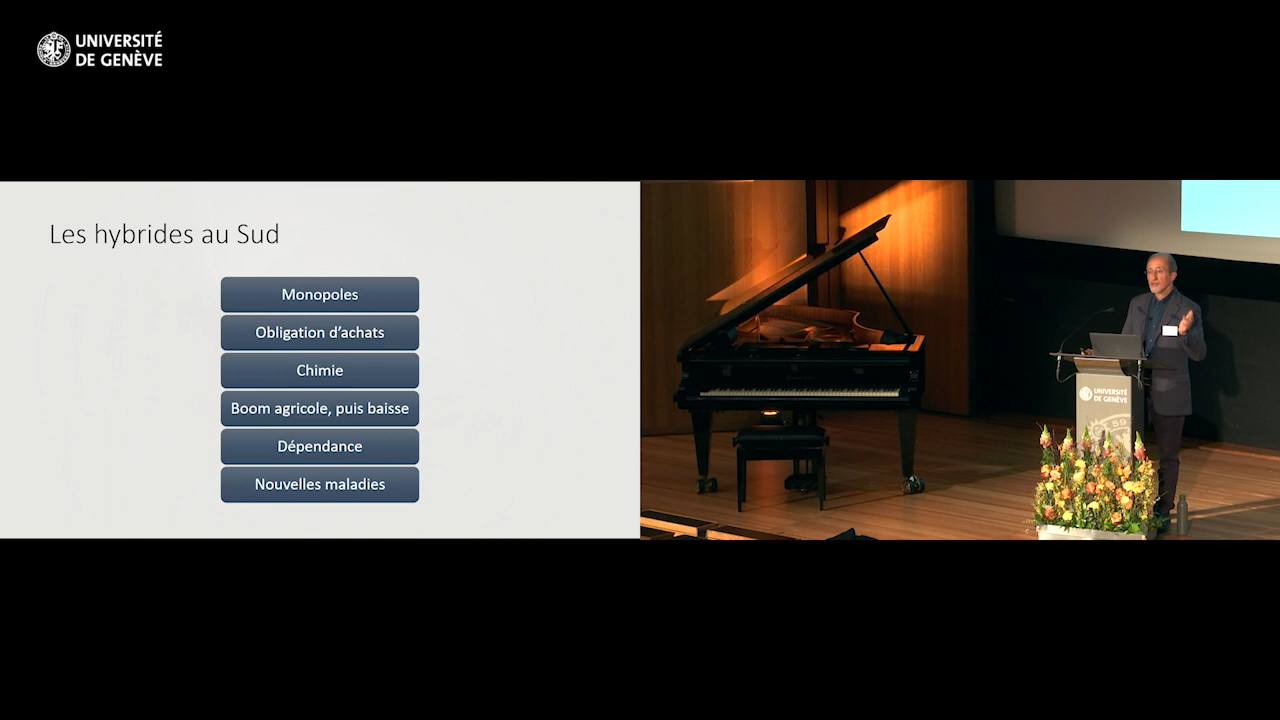 UNIVERSITÉ
DE GENÈVE
Les hybrides au Sud
Monopoles
Obligation d’achats
Chimie
Boom agricole, puis baisse
Dépendance
Nouvelles maladies
UNIVERSITÉ
DE GENÈVE